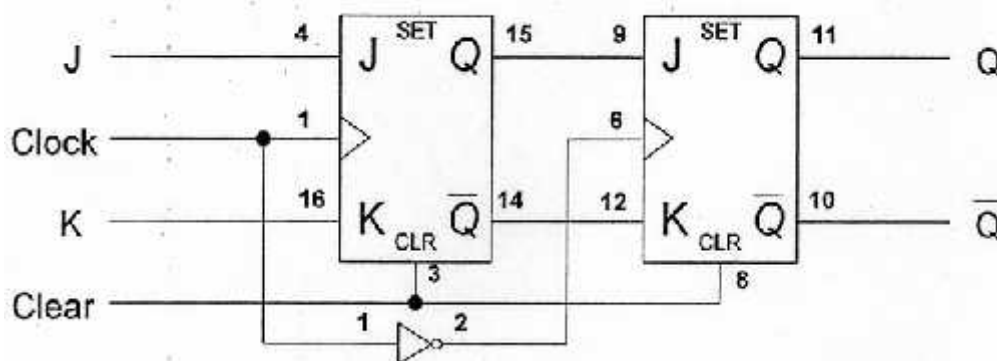 4 SET 15 9 SET 11
J J Q J Q Q
1 6
Clock
16 Q̅ 14 12 Q̅ 10
K K K Q̅
CLR CLR
3 8
Clear
1 2